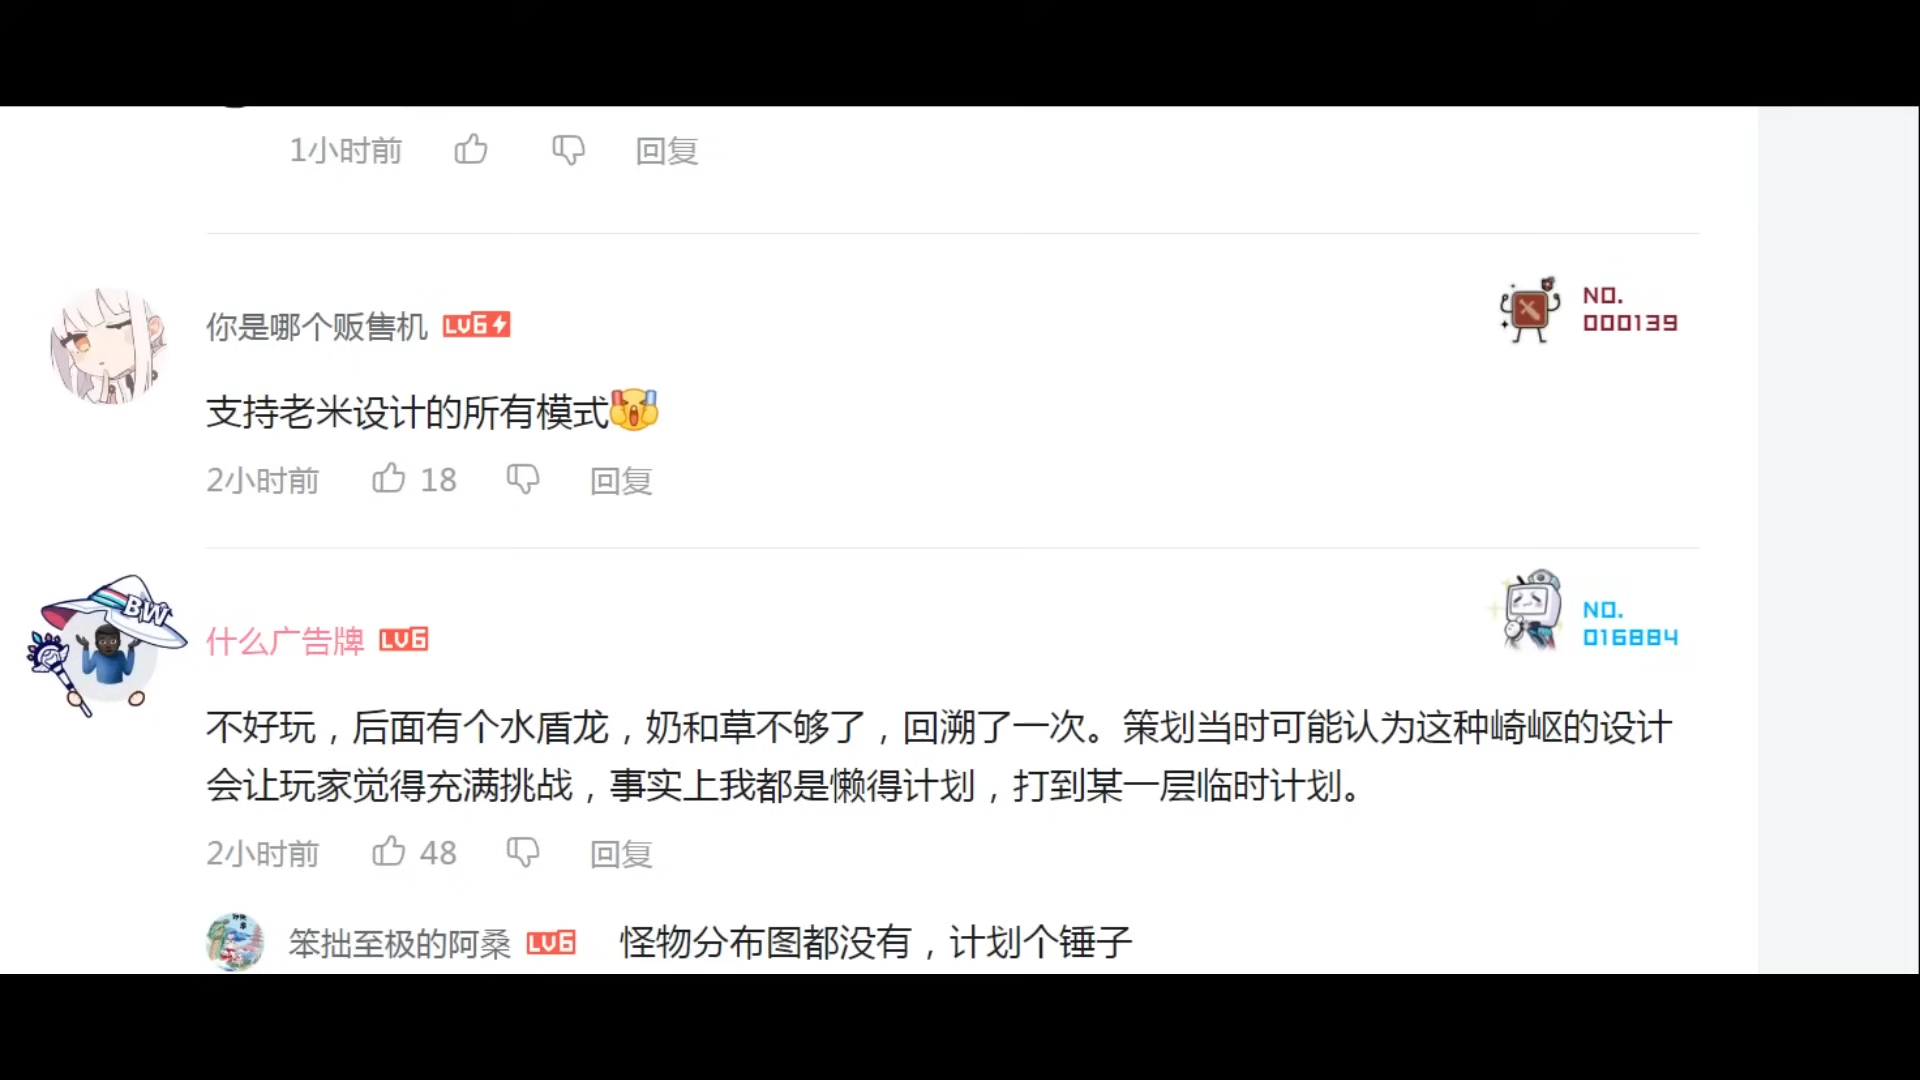 1小时前 回复
你是哪个贩售机 LV6
NO.
000139
支持老米设计的所有模式
2小时前 18 回复
BW
什么广告牌 LV6
NO.
016884
不好玩，后面有个水盾龙，奶和草不够了，回溯了一次。策划当时可能认为这种崎岖的设计
会让玩家觉得充满挑战，事实上我都是懒得计划，打到某一层临时计划。
2小时前 48 回复
笨拙至极的阿桑 LV6 怪物分布图都没有，计划个锤子